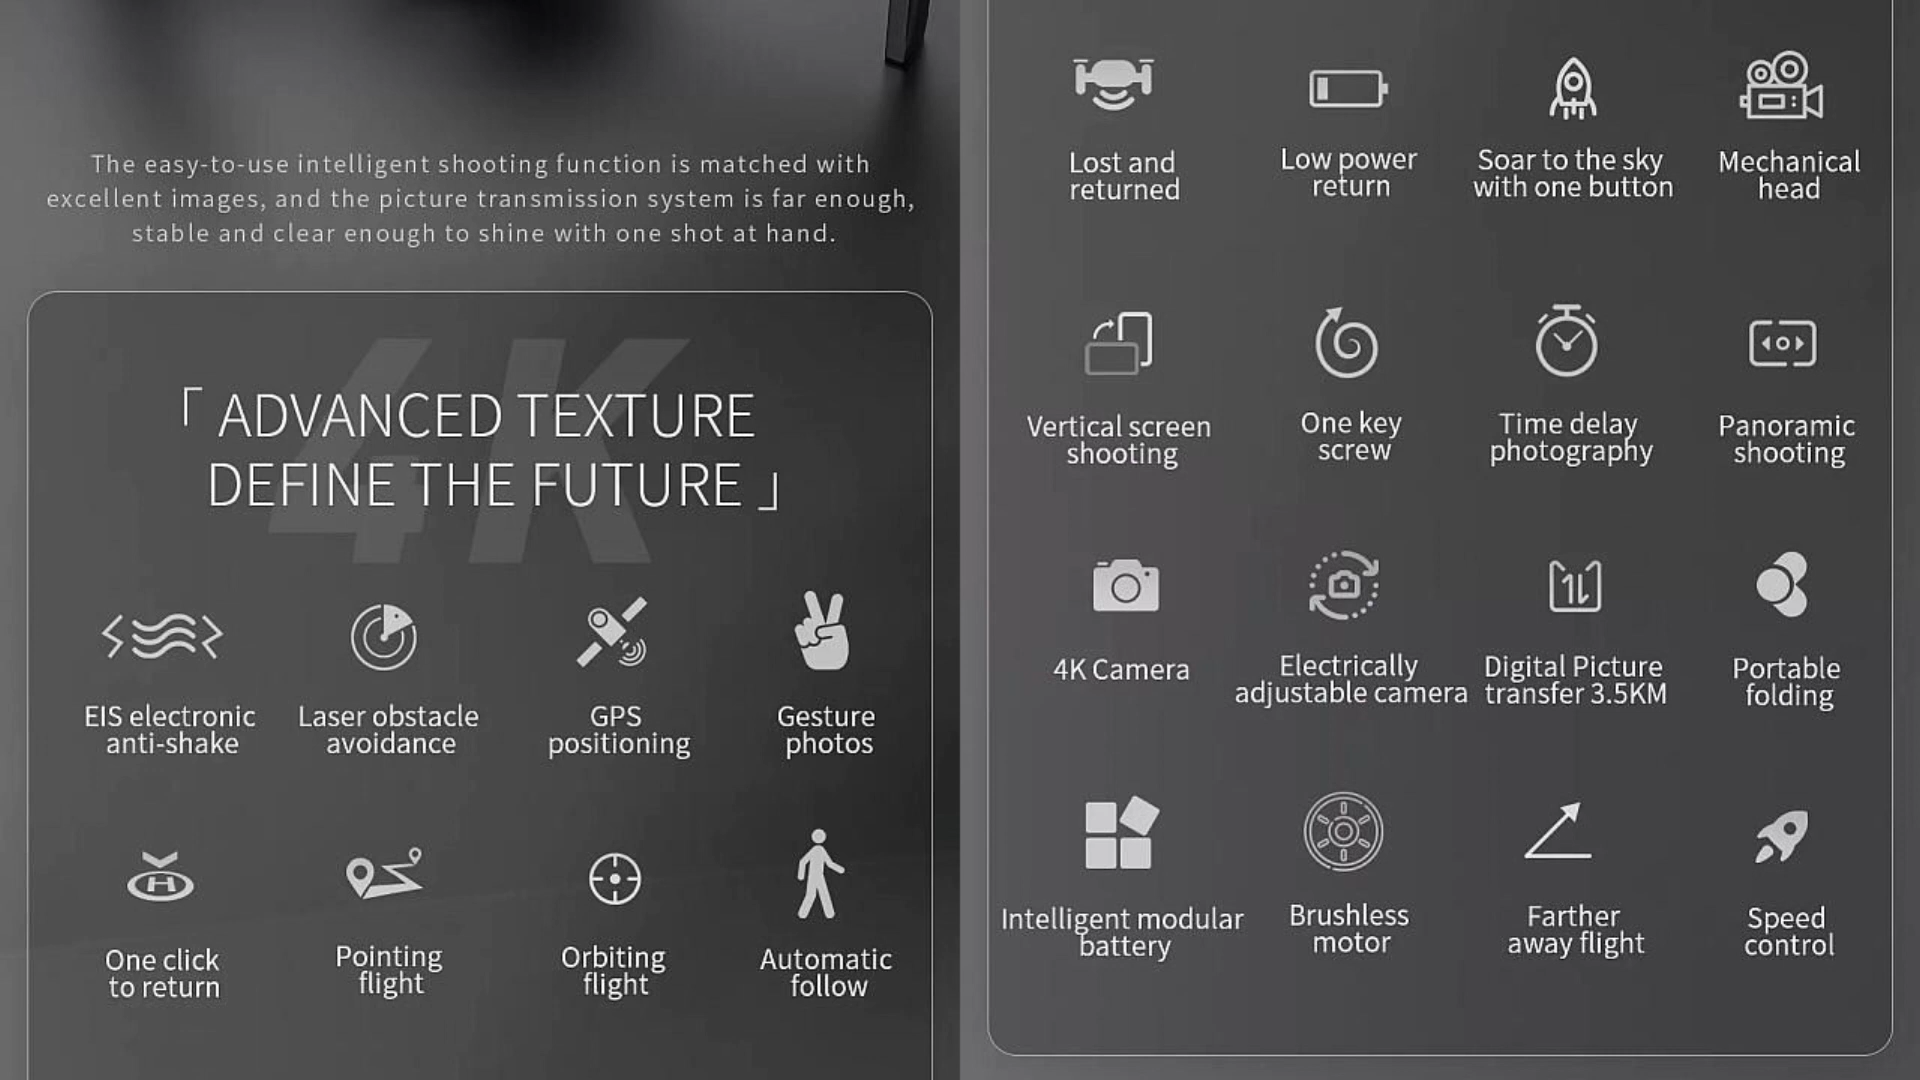 The easy-to-use intelligent shooting function is matched with
excellent images, and the picture transmission system is far enough,
stable and clear enough to shine with one shot at hand.
4K
「 ADVANCED TEXTURE
DEFINE THE FUTURE 」
EIS electronic
anti-shake
Laser obstacle
avoidance
GPS
positioning
Gesture
photos
H
One click
to return
Pointing
flight
Orbiting
flight
Automatic
follow
Lost and
returned
Low power
return
Soar to the sky
with one button
Mechanical
head
Vertical screen
shooting
One key
screw
Time delay
photography
Panoramic
shooting
4K Camera
Electrically
adjustable camera
Digital Picture
transfer 3.5KM
Portable
folding
Intelligent modular
battery
Brushless
motor
Farther
away flight
Speed
control